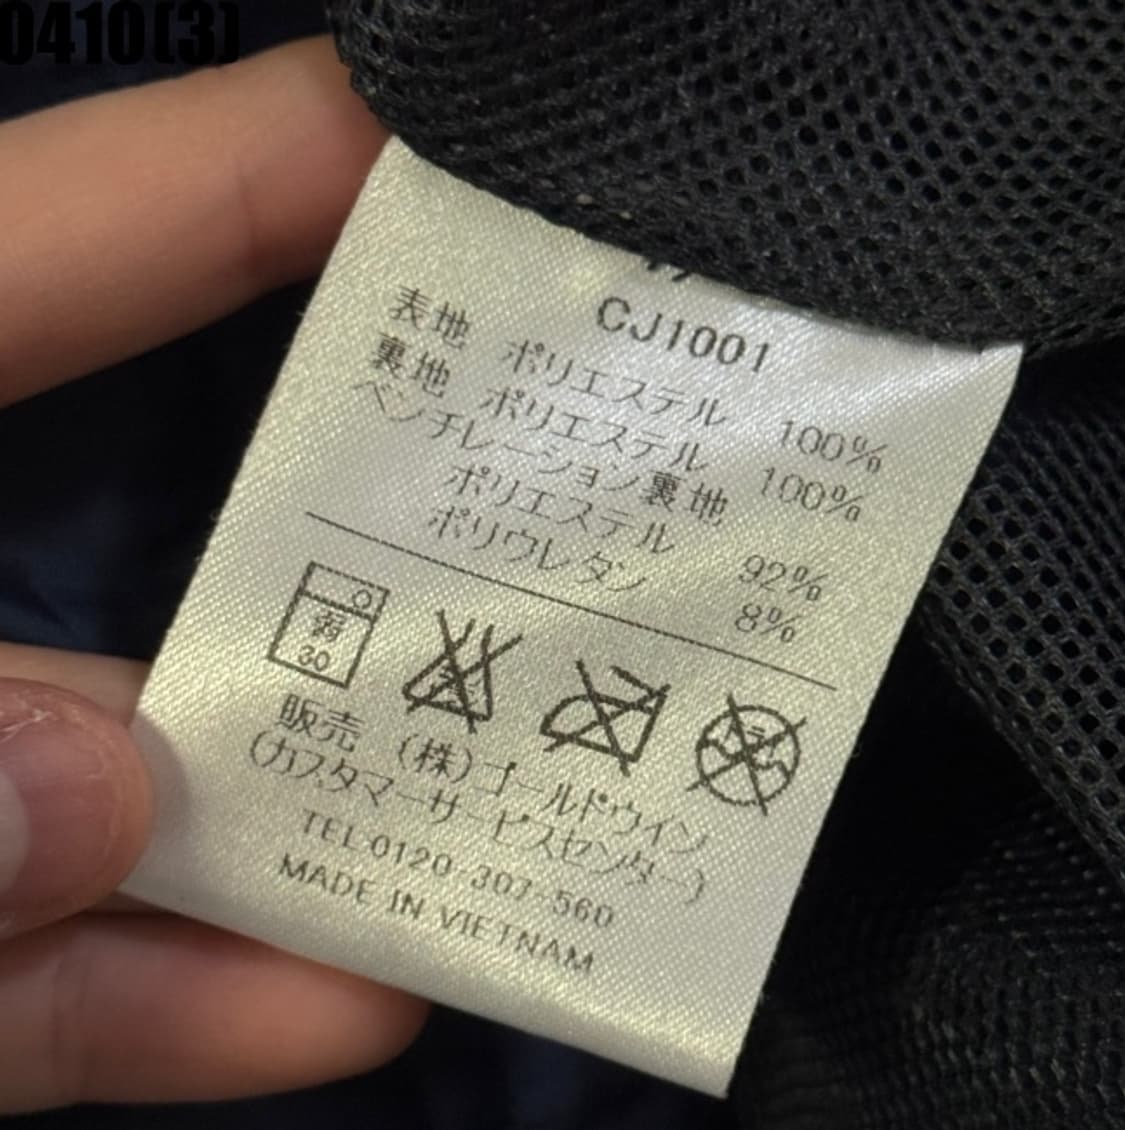 0410(3)
CJ1001
表地 ポリエステル 100%
裏地 ポリエステル 100%
ベンチレーション裏地
ポリエステル 92%
ポリウレタン 8%
弱
30
販売 (株)ゴールドウイン
(カスタマーサービスセンター)
TEL・0120-307-560
MADE IN VIETNAM